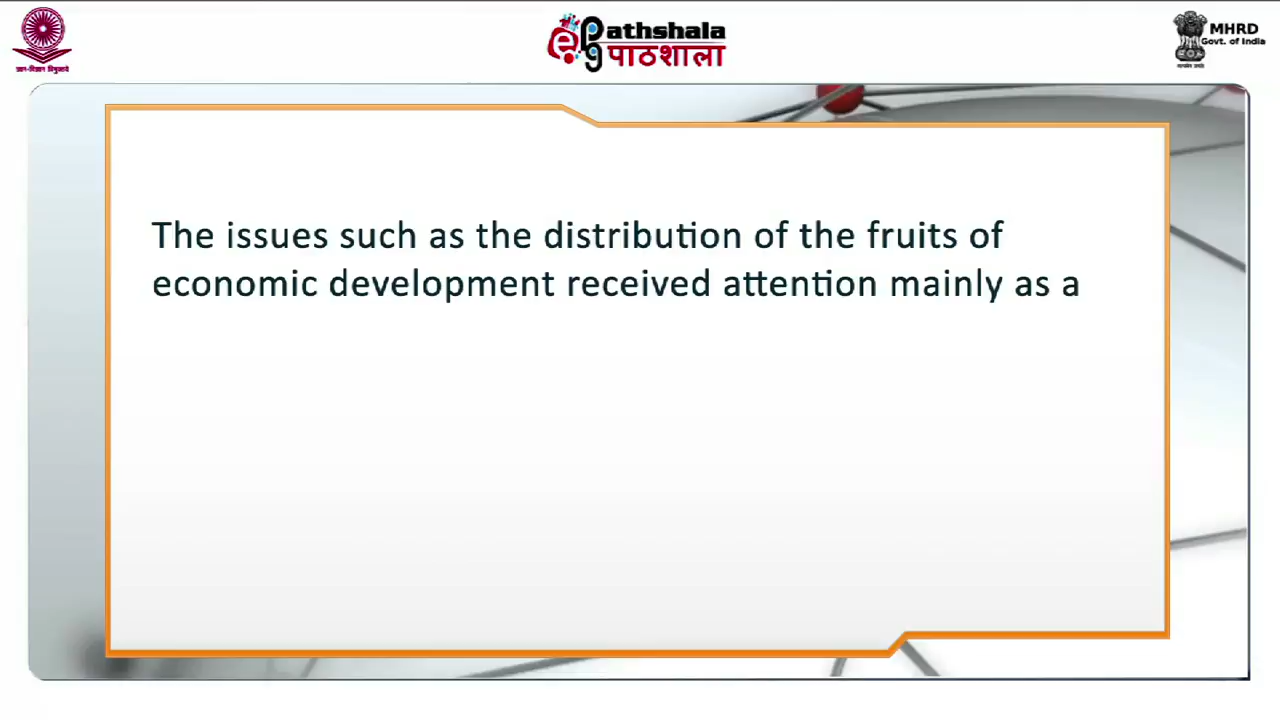 ePG Pathshala
पाठशाला
MHRD
Govt. of India
The issues such as the distribution of the fruits of
economic development received attention mainly as a